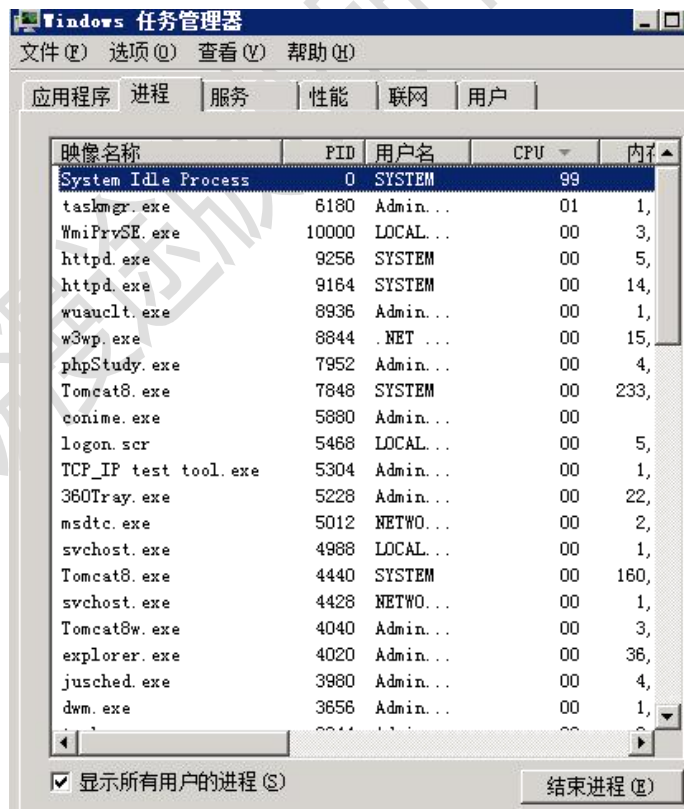 Windows 任务管理器
文件(F) 选项(O) 查看(V) 帮助(H)
应用程序 进程 服务 性能 联网 用户
映像名称 PID 用户名 CPU 内存
System Idle Process 0 SYSTEM 99
taskmgr.exe 6180 Admin... 01 1,
WmiPrvSE.exe 10000 LOCAL... 00 3,
httpd.exe 9256 SYSTEM 00 5,
httpd.exe 9164 SYSTEM 00 14,
wuauclt.exe 8936 Admin... 00 1,
w3wp.exe 8844 .NET ... 00 15,
phpStudy.exe 7952 Admin... 00 4,
Tomcat8.exe 7848 SYSTEM 00 233,
conime.exe 5880 Admin... 00
logon.scr 5468 LOCAL... 00 5,
TCP_IP test tool.exe 5304 Admin... 00 1,
360Tray.exe 5228 Admin... 00 22,
msdtc.exe 5012 NETWO... 00 2,
svchost.exe 4988 LOCAL... 00 1,
Tomcat8.exe 4440 SYSTEM 00 160,
svchost.exe 4428 NETWO... 00 1,
Tomcat8w.exe 4040 Admin... 00 3,
explorer.exe 4020 Admin... 00 36,
jusched.exe 3980 Admin... 00 4,
dwm.exe 3656 Admin... 00 1,
显示所有用户的进程(S)
结束进程(E)